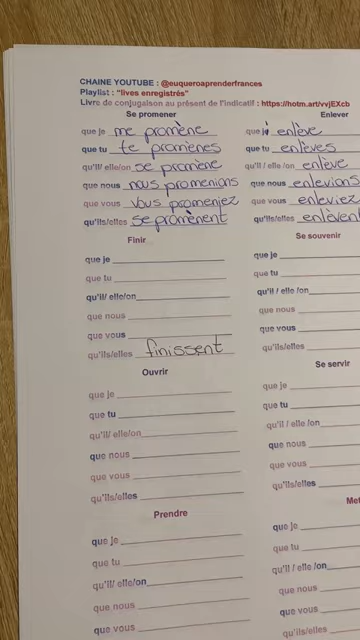 CHAINE YOUTUBE : @euqueroaprenderfrances
Playlist : "lives enregistrés"
Livre de conjugaison au présent de l'indicatif : https://hotm.art/vvjEXcb
Se promener
que je me promène
que tu te promènes
qu'il/ elle/on se promène
que nous nous promenions
que vous vous promeniez
qu'ils/elles se promènent
Enlever
que j' enlève
que tu enlèves
qu'il / elle /on enlève
que nous enlevions
que vous enleviez
qu'ils/elles enlèvent
Finir
que je
que tu
qu'il/ elle/on
que nous
que vous
qu'ils/elles finissent
Se souvenir
que je
que tu
qu'il / elle /on
que nous
que vous
qu'ils/elles
Ouvrir
que je
que tu
qu'il/ elle/on
que nous
que vous
qu'ils/elles
Se servir
que je
que tu
qu'il / elle /on
que nous
que vous
qu'ils/elles
Prendre
que je
que tu
qu'il/ elle/on
que nous
que vous
Met
que je
que tu
qu'il / elle /on
que nous
que vous
qu'ils/elles